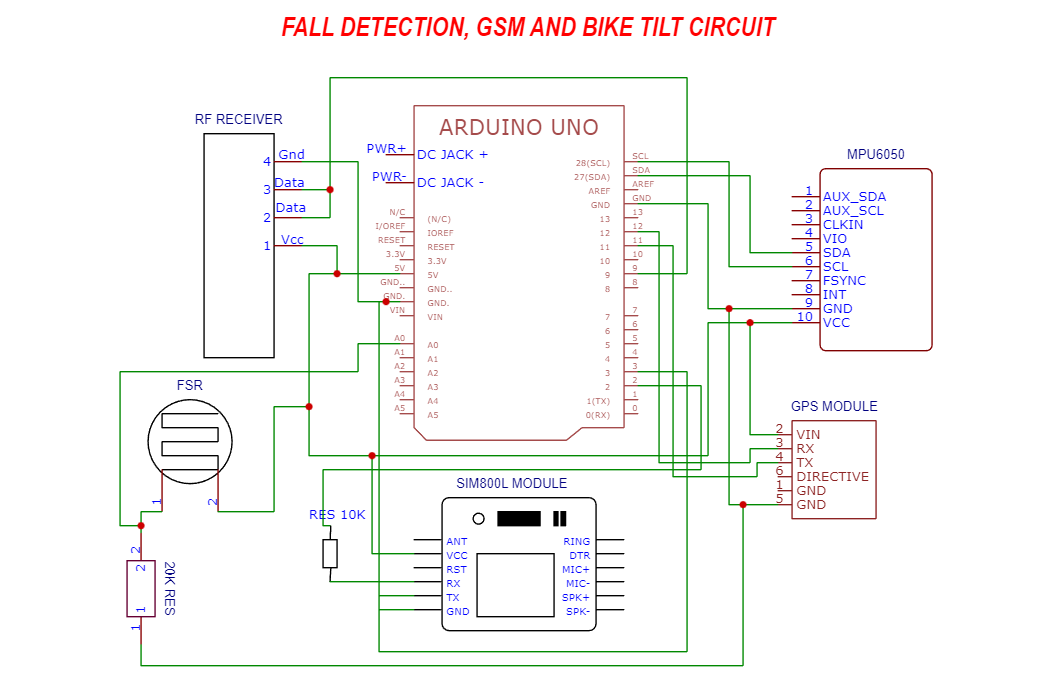 FALL DETECTION, GSM AND BIKE TILT CIRCUIT
RF RECEIVER
4 Gnd
3 Data
2 Data
1 Vcc
ARDUINO UNO
PWR+ DC JACK +
PWR- DC JACK -
N/C (N/C)
I/OREF IOREF
RESET RESET
3.3V 3.3V
5V 5V
GND.. GND..
GND. GND.
VIN VIN
A0 A0
A1 A1
A2 A2
A3 A3
A4 A4
A5 A5
28(SCL) SCL
27(SDA) SDA
AREF AREF
GND GND
13 13
12 12
11 11
10 10
9 9
8 8
7 7
6 6
5 5
4 4
3 3
2 2
1(TX) 1
0(RX) 0
MPU6050
1 AUX_SDA
2 AUX_SCL
3 CLKIN
4 VIO
5 SDA
6 SCL
7 FSYNC
8 INT
9 GND
10 VCC
FSR
1 2
GPS MODULE
2 VIN
3 RX
4 TX
6 DIRECTIVE
1 GND
5 GND
SIM800L MODULE
ANT RING
VCC DTR
RST MIC+
RX MIC-
TX SPK+
GND SPK-
RES 10K
2
2
20K RES
1
1